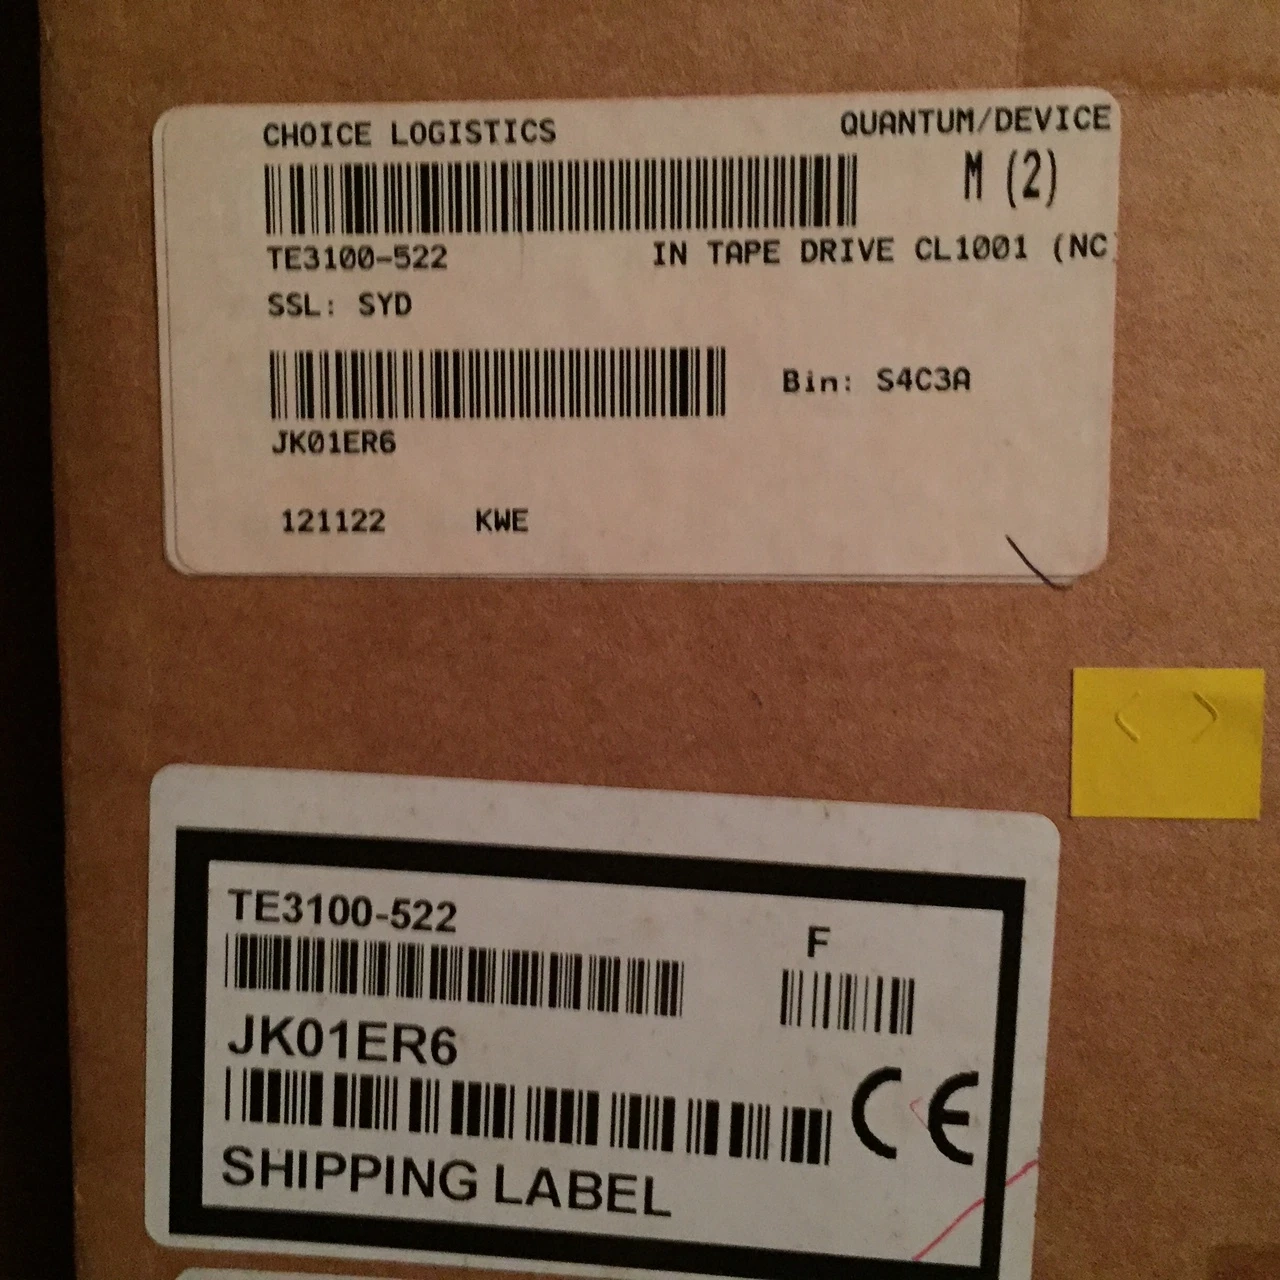 CHOICE LOGISTICS QUANTUM/DEVICE
M (2)
TE3100-522 IN TAPE DRIVE CL1001 (NC
SSL: SYD
Bin: S4C3A
JK01ER6
121122 KWE
TE3100-522
F
JK01ER6
CE
SHIPPING LABEL